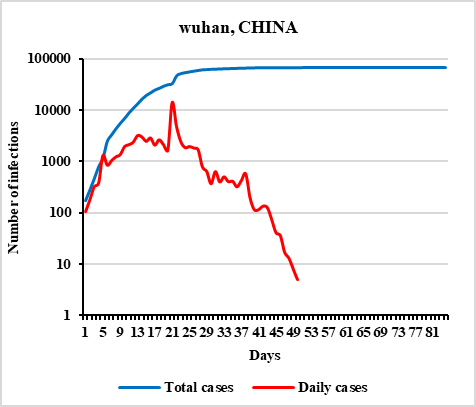 wuhan, CHINA
100000
10000
1000
100
10
1
Number of infections
1 5 9 13 17 21 25 29 33 37 41 45 49 53 57 61 65 69 73 77 81
Days
Total cases Daily cases